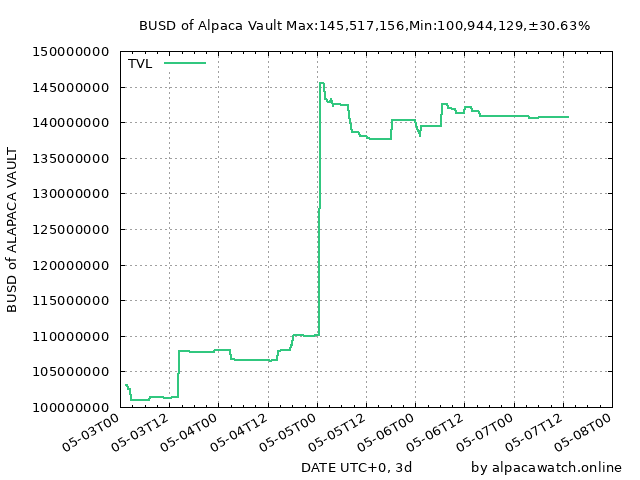 BUSD of Alpaca Vault Max:145,517,156,Min:100,944,129,±30.63%
TVL
BUSD of ALAPACA VAULT
150000000
145000000
140000000
135000000
130000000
125000000
120000000
115000000
110000000
105000000
100000000
05-03T00
05-03T12
05-04T00
05-04T12
05-05T00
05-05T12
05-06T00
05-06T12
05-07T00
05-07T12
05-08T00
DATE UTC+0, 3d
by alpacawatch.online